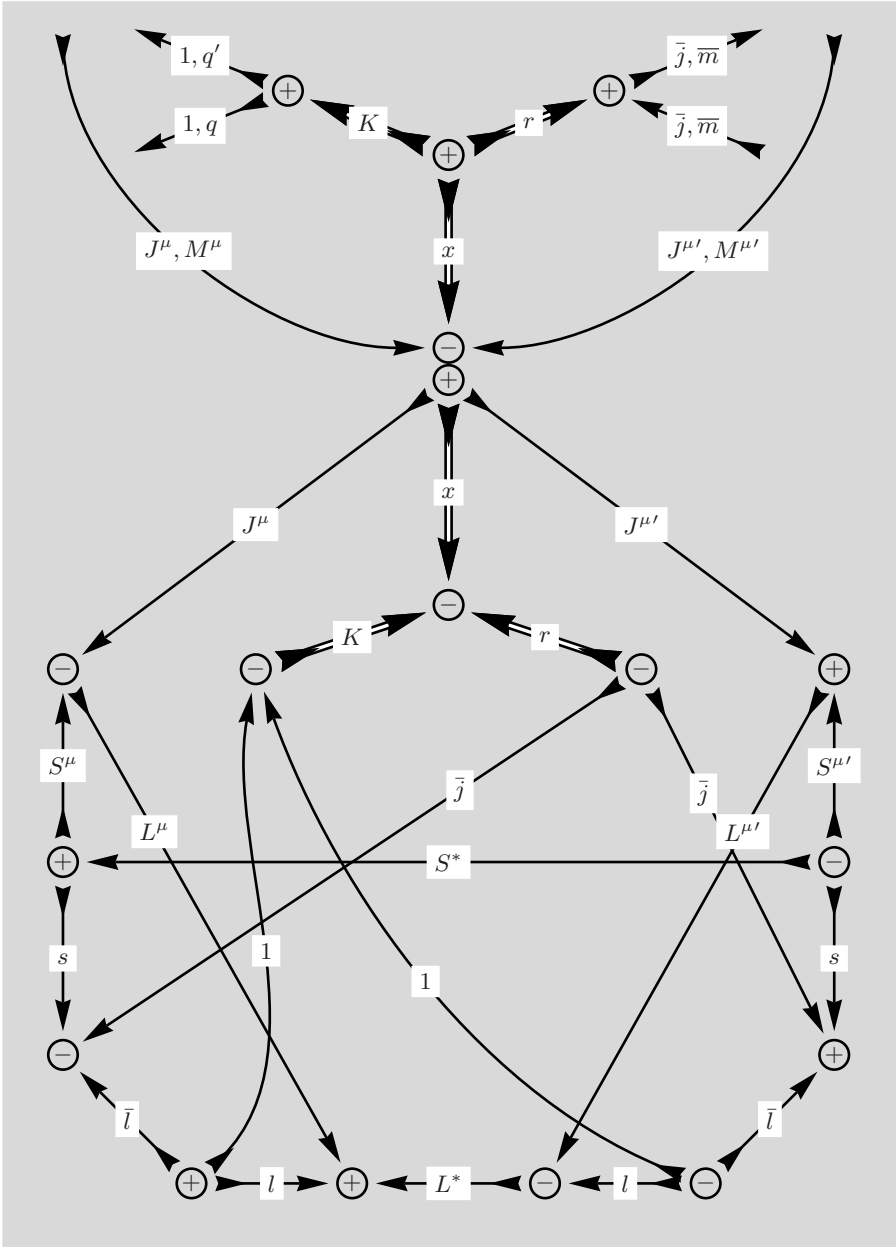 1, q′
j̄, m̅
K
r
1, q
j̄, m̅
+
+
+
J^μ, M^μ
x
J^μ′, M^μ′
−
+
x
J^μ
J^μ′
−
K
r
−
−
−
+
S^μ
S^μ′
j̄
j̄
L^μ
L^μ′
+
S^*
−
s
1
1
s
−
+
l̄
l̄
+
l
+
L^*
−
l
−